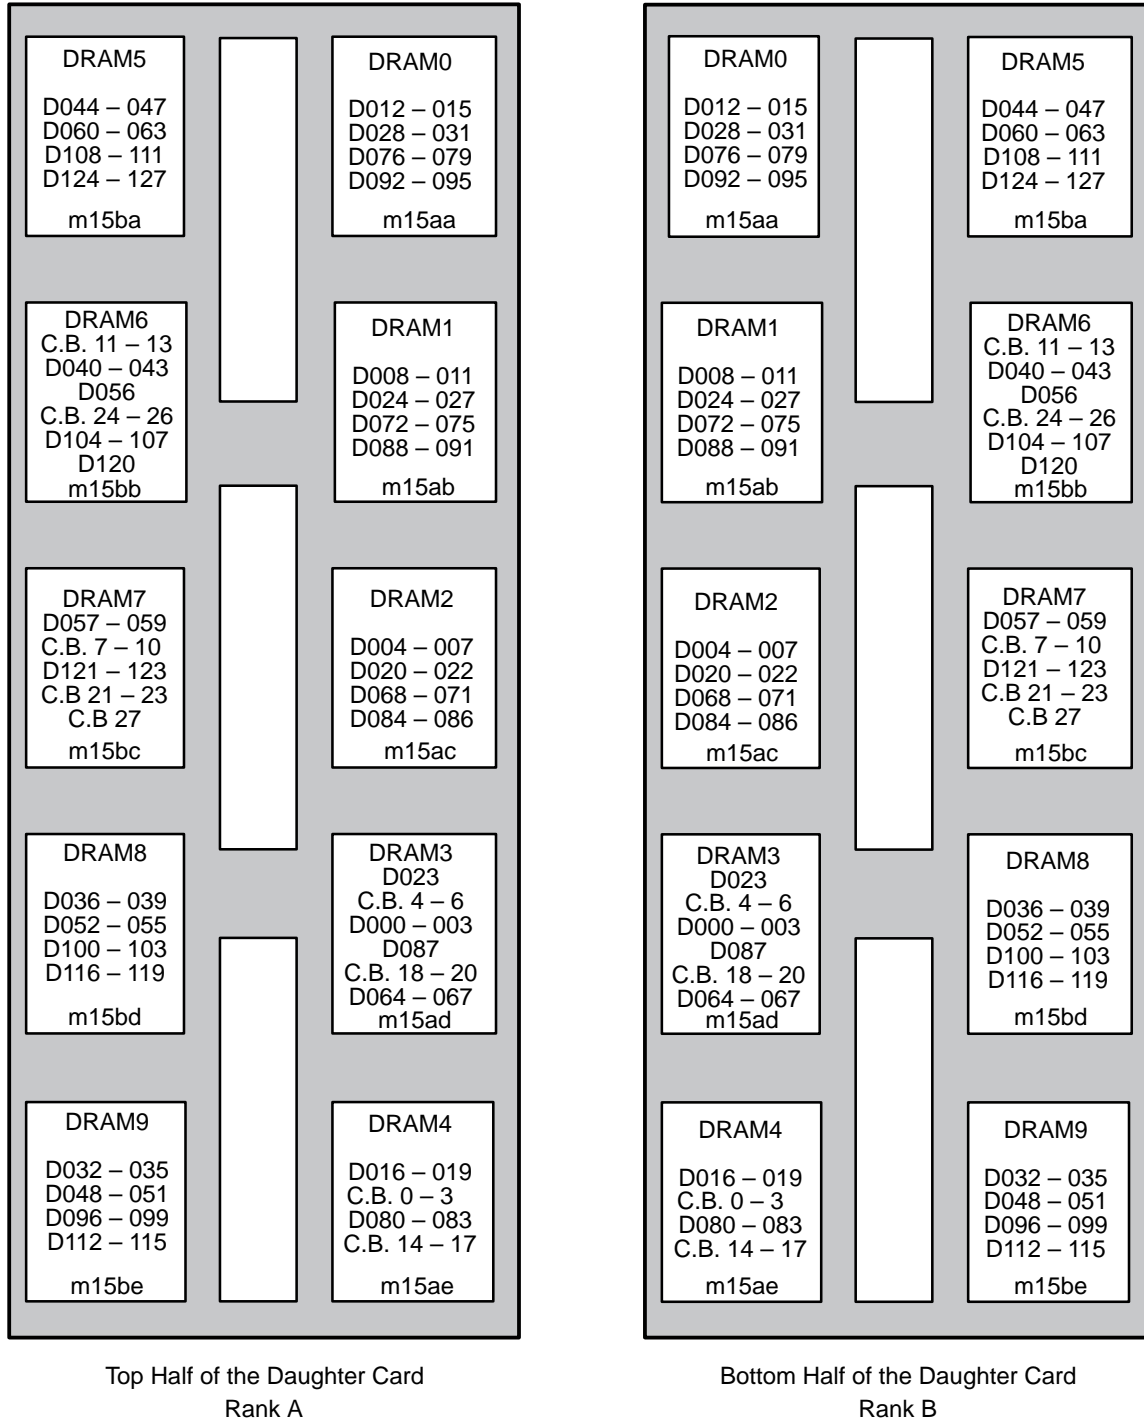 DRAM5
D044 – 047
D060 – 063
D108 – 111
D124 – 127
m15ba
DRAM0
D012 – 015
D028 – 031
D076 – 079
D092 – 095
m15aa
DRAM6
C.B. 11 – 13
D040 – 043
D056
C.B. 24 – 26
D104 – 107
D120
m15bb
DRAM1
D008 – 011
D024 – 027
D072 – 075
D088 – 091
m15ab
DRAM7
D057 – 059
C.B. 7 – 10
D121 – 123
C.B 21 – 23
C.B 27
m15bc
DRAM2
D004 – 007
D020 – 022
D068 – 071
D084 – 086
m15ac
DRAM8
D036 – 039
D052 – 055
D100 – 103
D116 – 119
m15bd
DRAM3
D023
C.B. 4 – 6
D000 – 003
D087
C.B. 18 – 20
D064 – 067
m15ad
DRAM9
D032 – 035
D048 – 051
D096 – 099
D112 – 115
m15be
DRAM4
D016 – 019
C.B. 0 – 3
D080 – 083
C.B. 14 – 17
m15ae
Top Half of the Daughter Card
Rank A
DRAM0
D012 – 015
D028 – 031
D076 – 079
D092 – 095
m15aa
DRAM5
D044 – 047
D060 – 063
D108 – 111
D124 – 127
m15ba
DRAM1
D008 – 011
D024 – 027
D072 – 075
D088 – 091
m15ab
DRAM6
C.B. 11 – 13
D040 – 043
D056
C.B. 24 – 26
D104 – 107
D120
m15bb
DRAM2
D004 – 007
D020 – 022
D068 – 071
D084 – 086
m15ac
DRAM7
D057 – 059
C.B. 7 – 10
D121 – 123
C.B 21 – 23
C.B 27
m15bc
DRAM3
D023
C.B. 4 – 6
D000 – 003
D087
C.B. 18 – 20
D064 – 067
m15ad
DRAM8
D036 – 039
D052 – 055
D100 – 103
D116 – 119
m15bd
DRAM4
D016 – 019
C.B. 0 – 3
D080 – 083
C.B. 14 – 17
m15ae
DRAM9
D032 – 035
D048 – 051
D096 – 099
D112 – 115
m15be
Bottom Half of the Daughter Card
Rank B